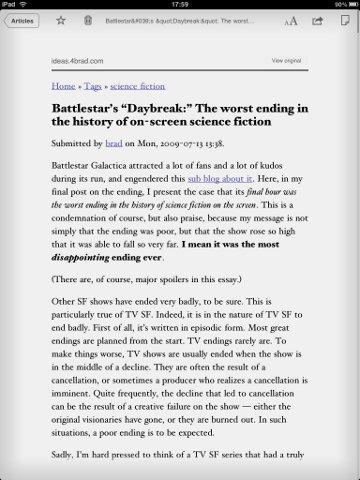 iPad 17:59 90%
Articles Battlestar&#039;s &quot;Daybreak:&quot; The worst... AA
ideas.4brad.com View original
Home » Tags » science fiction
Battlestar's “Daybreak:” The worst ending in
the history of on-screen science fiction
Submitted by brad on Mon, 2009-07-13 13:38.
Battlestar Galactica attracted a lot of fans and a lot of kudos
during its run, and engendered this sub blog about it. Here, in my
final post on the ending, I present the case that its final hour was
the worst ending in the history of science fiction on the screen. This is a
condemnation of course, but also praise, because my message is not
simply that the ending was poor, but that the show rose so high
that it was able to fall so very far. I mean it was the most
disappointing ending ever.
(There are, of course, major spoilers in this essay.)
Other SF shows have ended very badly, to be sure. This is
particularly true of TV SF. Indeed, it is in the nature of TV SF to
end badly. First of all, it's written in episodic form. Most great
endings are planned from the start. TV endings rarely are. To
make things worse, TV shows are usually ended when the show is
in the middle of a decline. They are often the result of a
cancellation, or sometimes a producer who realizes a cancellation is
imminent. Quite frequently, the decline that led to cancellation
can be the result of a creative failure on the show — either the
original visionaries have gone, or they are burned out. In such
situations, a poor ending is to be expected.
Sadly, I'm hard pressed to think of a TV SF series that had a truly